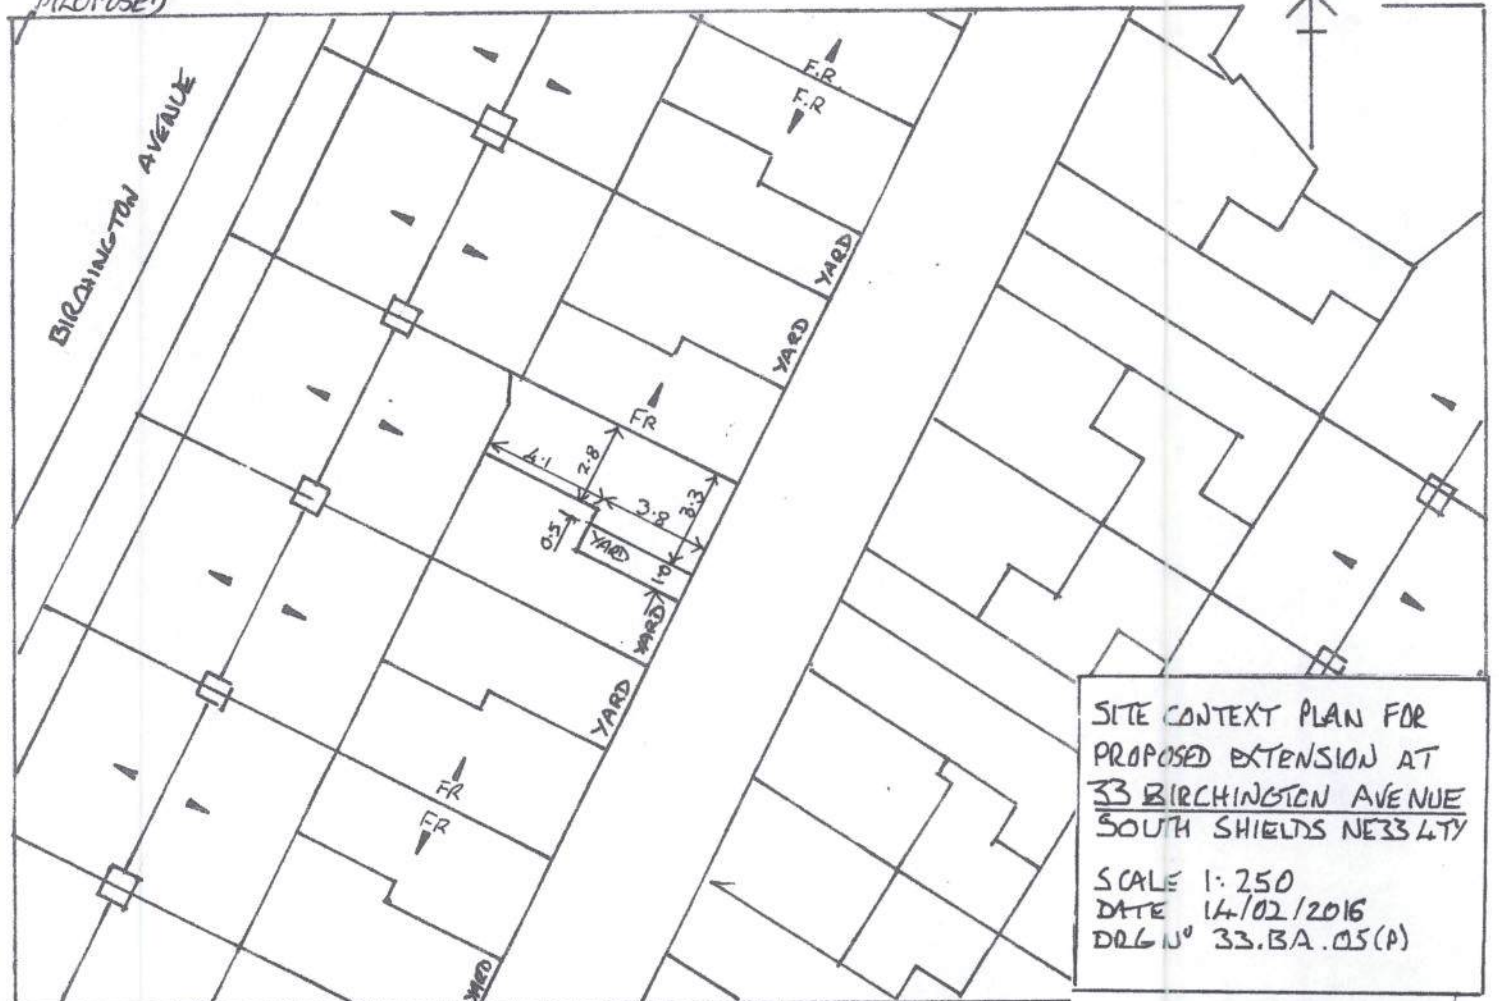 PROPOSED
BIRCHINGTON AVENUE
F.R.
F.R
YARD
YARD
FR
4.1
2.8
3.8
3.3
0.5
YARD
1.0
YARD
YARD
FR
FR
YARD
SITE CONTEXT PLAN FOR
PROPOSED EXTENSION AT
33 BIRCHINGTON AVENUE
SOUTH SHIELDS NE33 4TY
SCALE 1:250
DATE 14/02/2016
DRG Nº 33.BA.05(P)